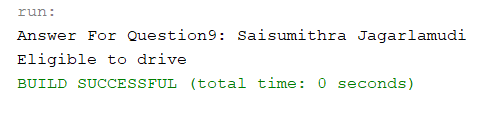 run:
Answer For Question9: Saisumithra Jagarlamudi
Eligible to drive
BUILD SUCCESSFUL (total time: 0 seconds)